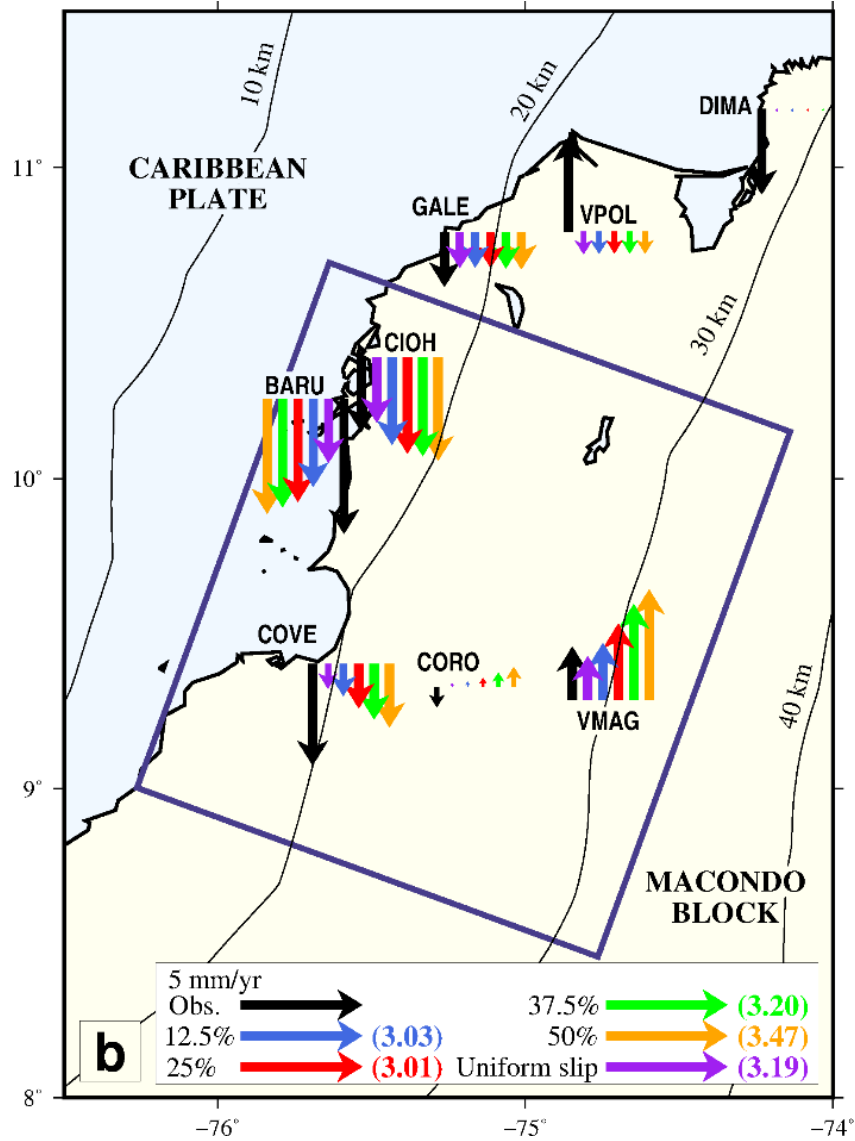 10 km
20 km
DIMA
11°
CARIBBEAN
PLATE
GALE
VPOL
30 km
CIOH
BARU
10°
COVE
CORO
VMAG
40 km
9°
MACONDO
BLOCK
5 mm/yr
Obs.
37.5% (3.20)
12.5% (3.03)
50% (3.47)
25% (3.01)
Uniform slip (3.19)
b
8°
−76°
−75°
−74°